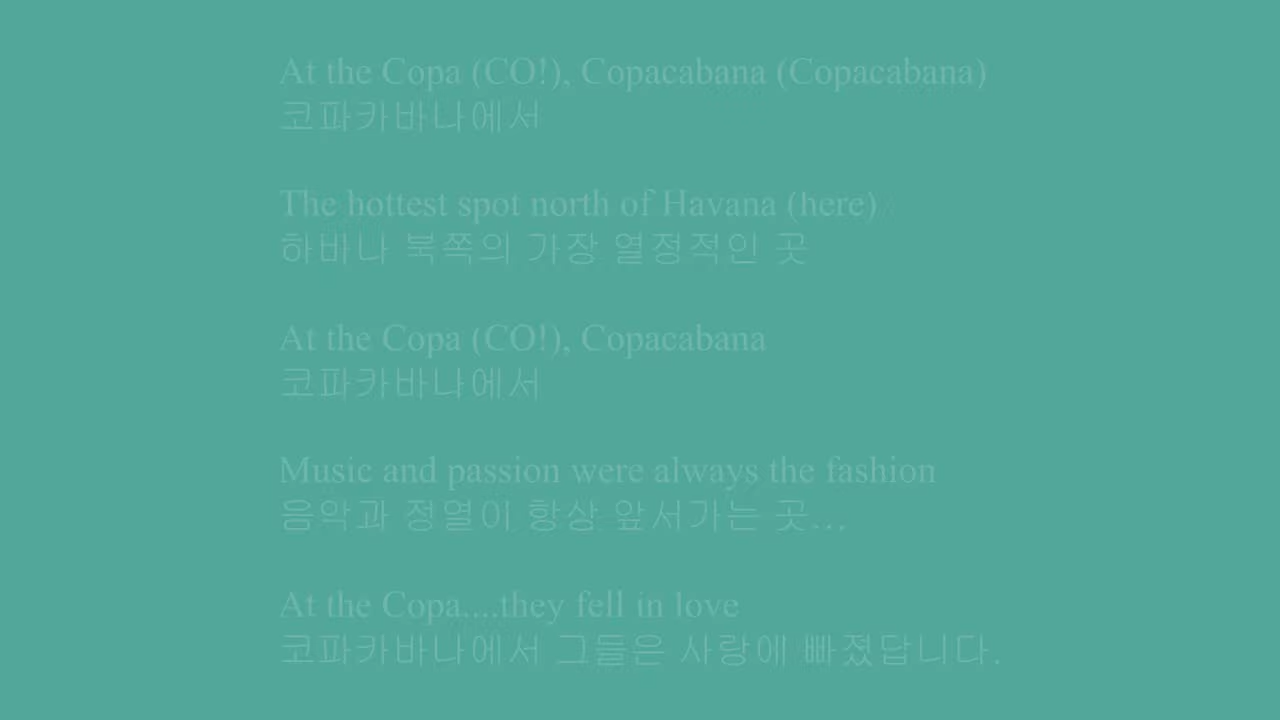 At the Copa (CO!), Copacabana (Copacabana)
코파카바나에서
The hottest spot north of Havana (here)
하바나 북쪽의 가장 열정적인 곳
At the Copa (CO!), Copacabana
코파카바나에서
Music and passion were always the fashion
음악과 정열이 항상 앞서가는 곳...
At the Copa....they fell in love
코파카바나에서 그들은 사랑에 빠졌답니다.